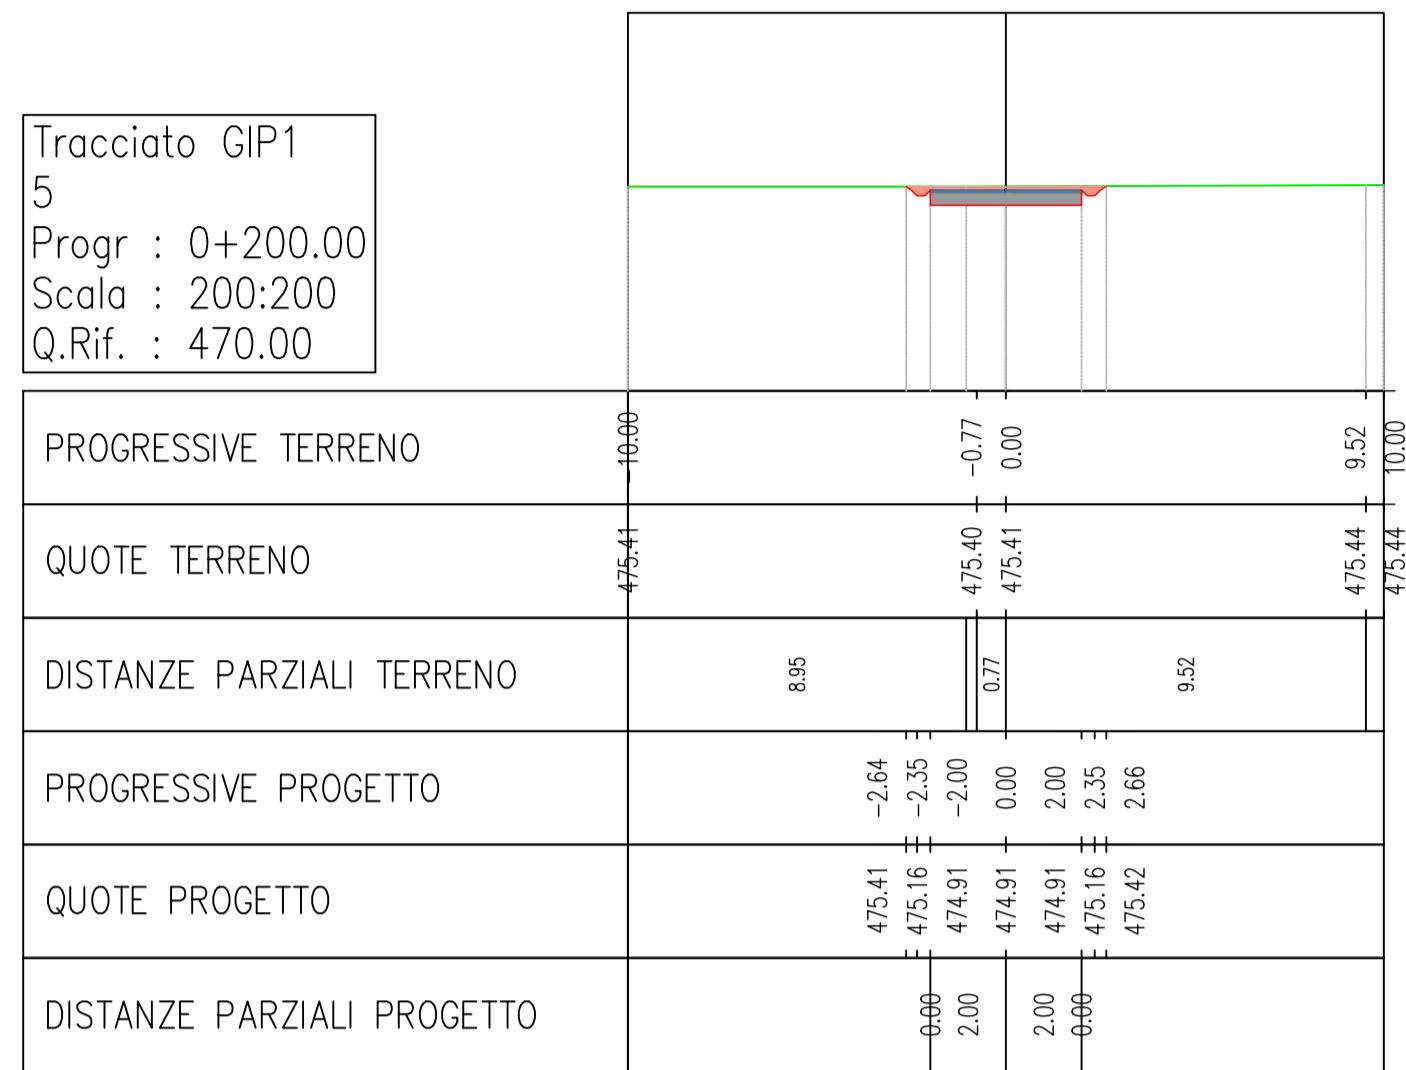 Tracciato GIP1
5
Progr : 0+200.00
Scala : 200:200
Q.Rif. : 470.00
PROGRESSIVE TERRENO -10.00 -0.77 0.00 9.52 10.00
QUOTE TERRENO 475.41 475.40 475.41 475.44 475.44
DISTANZE PARZIALI TERRENO 8.95 0.77 9.52
PROGRESSIVE PROGETTO -2.64 -2.35 -2.00 0.00 2.00 2.35 2.66
QUOTE PROGETTO 475.41 475.16 474.91 474.91 474.91 475.16 475.42
DISTANZE PARZIALI PROGETTO 0.00 2.00 2.00 0.00